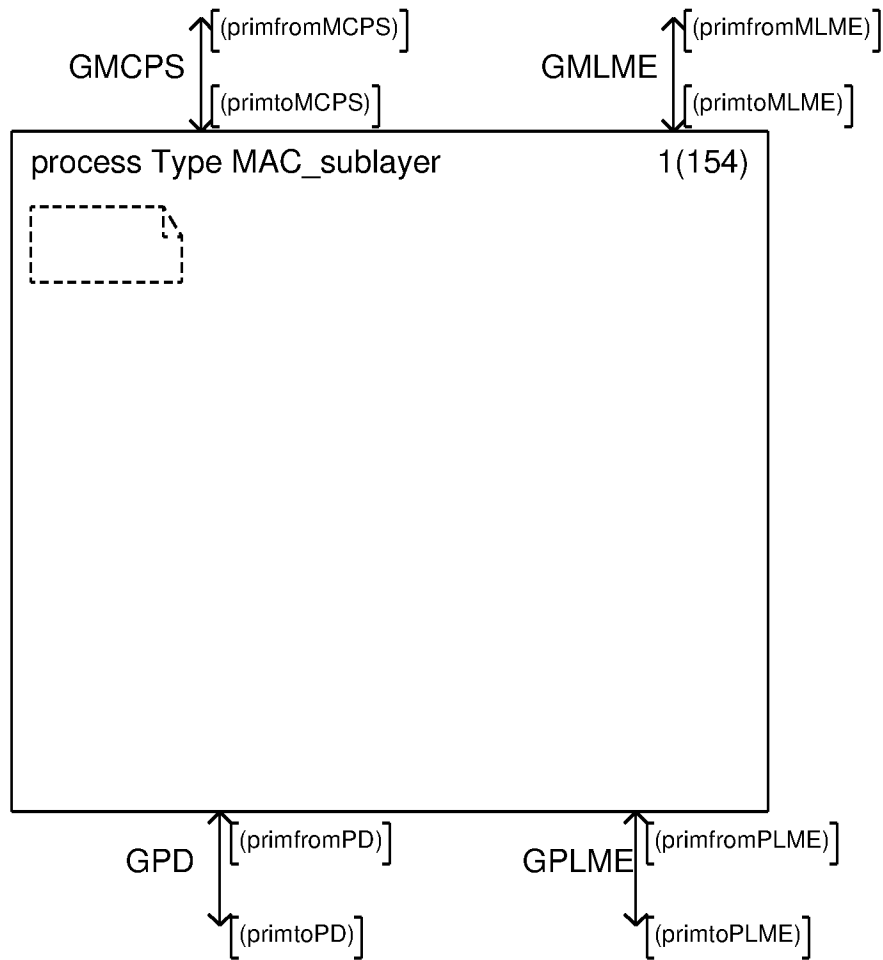 (primfromMCPS) (primfromMLME)
GMCPS GMLME
(primtoMCPS) (primtoMLME)
process Type MAC_sublayer 1(154)
(primfromPD) (primfromPLME)
GPD GPLME
(primtoPD) (primtoPLME)